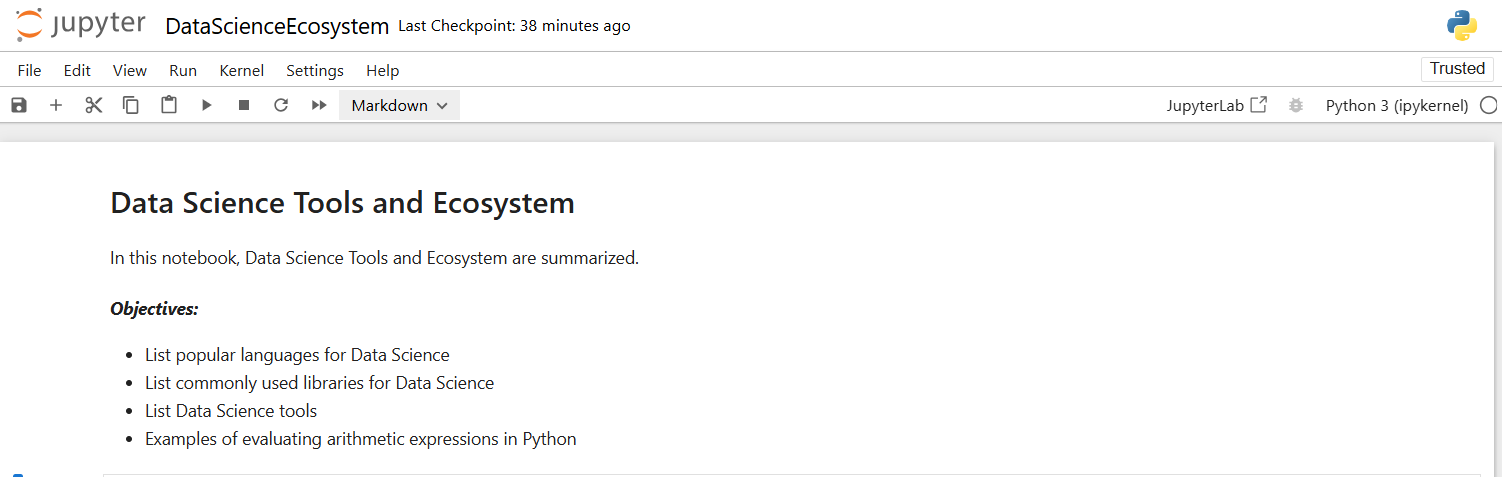 jupyter DataScienceEcosystem Last Checkpoint: 38 minutes ago
File Edit View Run Kernel Settings Help Trusted
Markdown JupyterLab Python 3 (ipykernel)
Data Science Tools and Ecosystem
In this notebook, Data Science Tools and Ecosystem are summarized.
Objectives:
• List popular languages for Data Science
• List commonly used libraries for Data Science
• List Data Science tools
• Examples of evaluating arithmetic expressions in Python